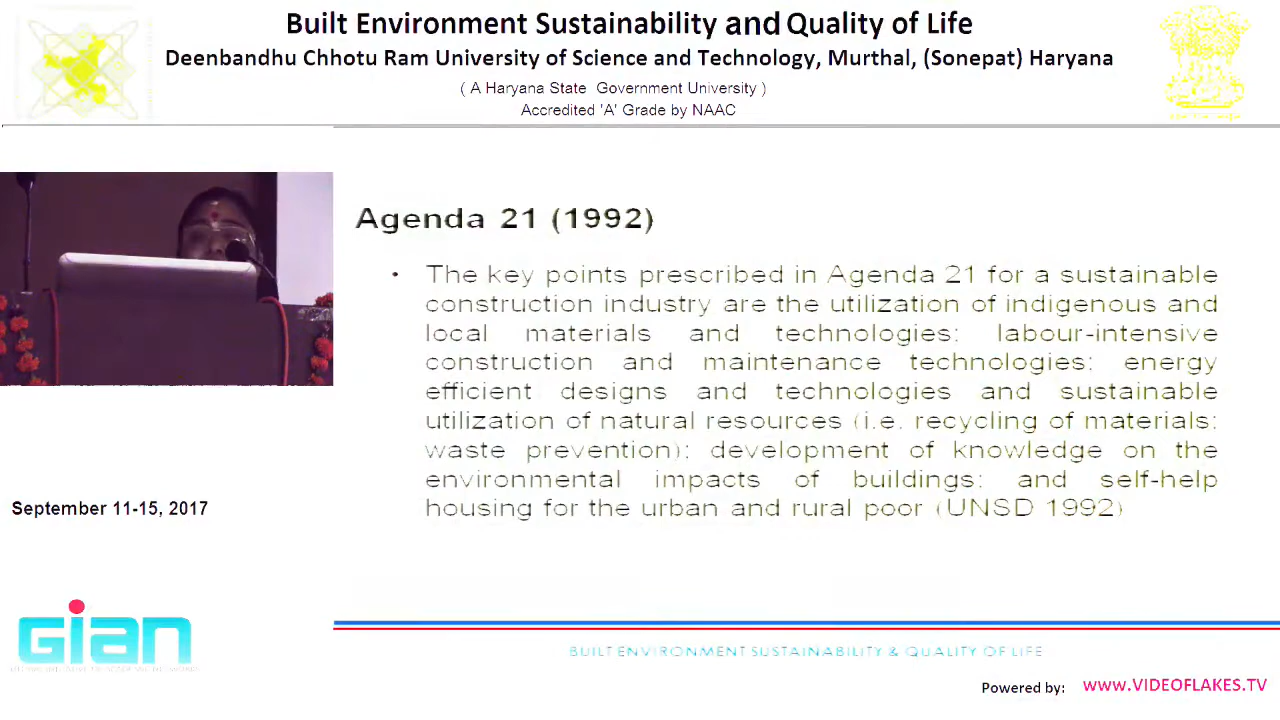 Built Environment Sustainability and Quality of Life
Deenbandhu Chhotu Ram University of Science and Technology, Murthal, (Sonepat) Haryana
( A Haryana State Government University )
Accredited 'A' Grade by NAAC
Agenda 21 (1992)
• The key points prescribed in Agenda 21 for a sustainable
construction industry are the utilization of indigenous and
local materials and technologies; labour-intensive
construction and maintenance technologies; energy
efficient designs and technologies and sustainable
utilization of natural resources (i.e. recycling of materials;
waste prevention); development of knowledge on the
environmental impacts of buildings; and self-help
housing for the urban and rural poor (UNSD 1992)
September 11-15, 2017
GIAN
BUILT ENVIRONMENT SUSTAINABILITY & QUALITY OF LIFE
Powered by: www.VIDEOFLAKES.TV